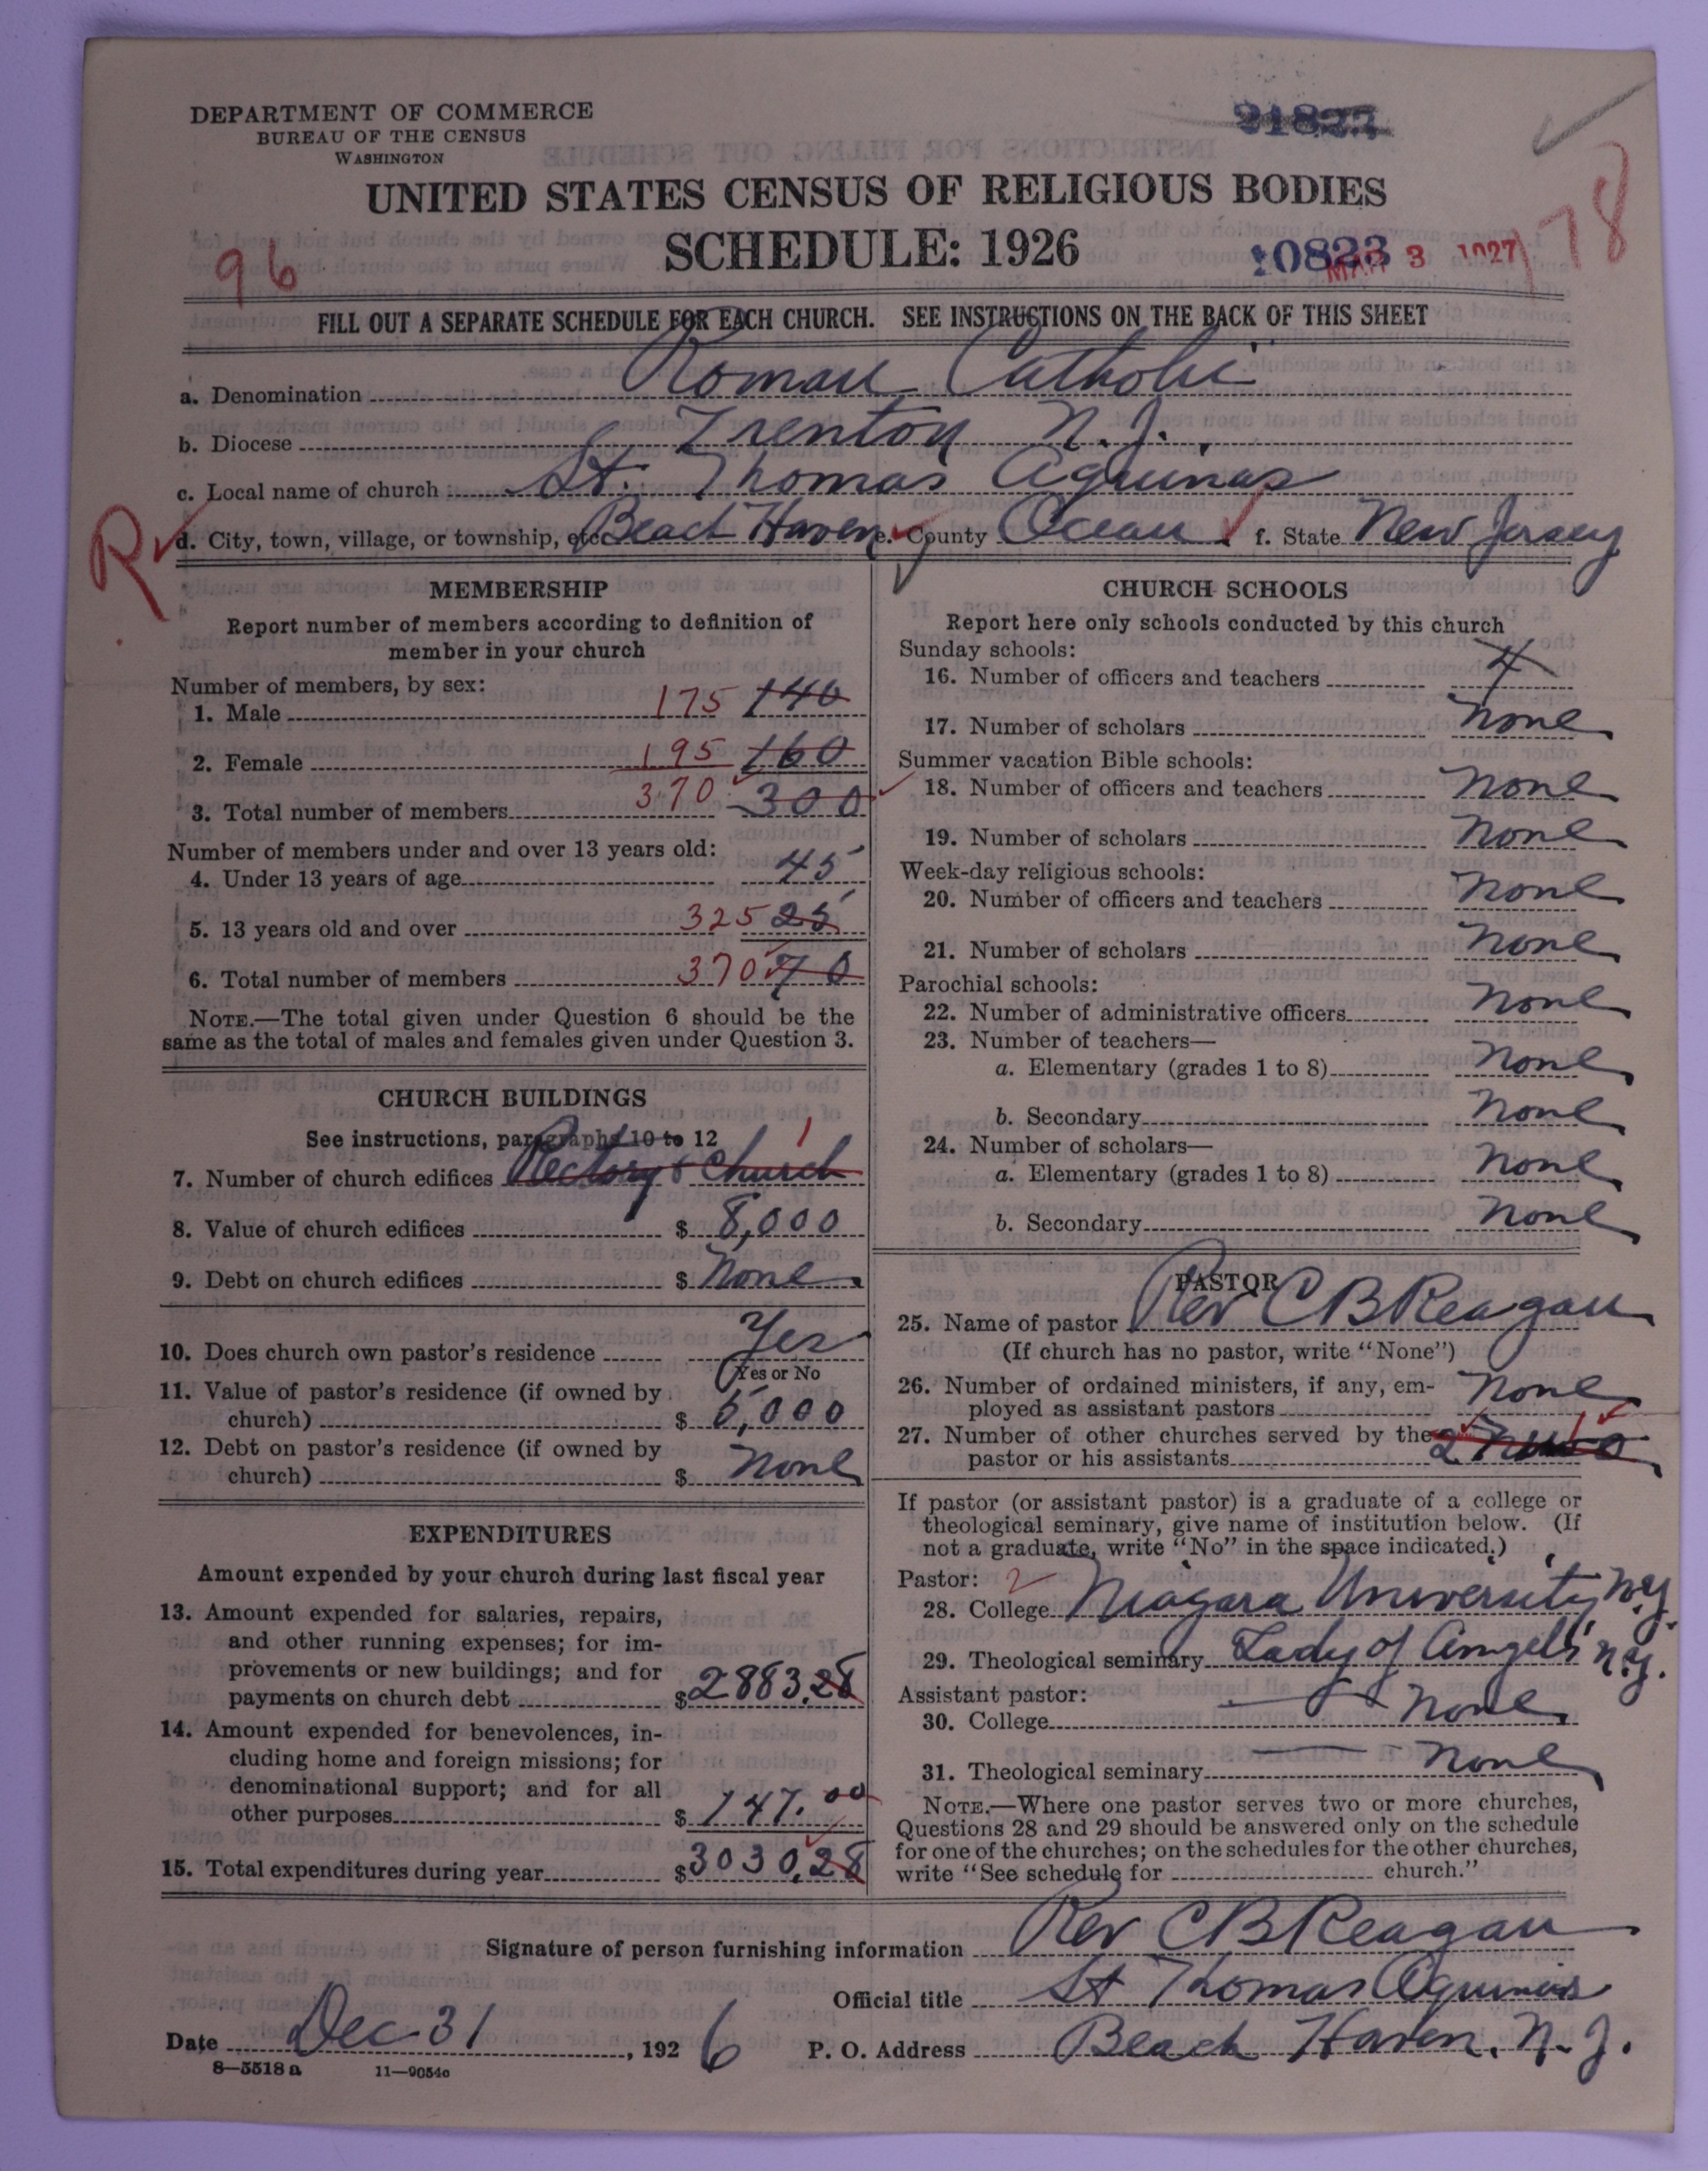 DEPARTMENT OF COMMERCE
BUREAU OF THE CENSUS
WASHINGTON
21823
UNITED STATES CENSUS OF RELIGIOUS BODIES
SCHEDULE: 1926
96
10823
MAR 3 1927
178
FILL OUT A SEPARATE SCHEDULE FOR EACH CHURCH. SEE INSTRUCTIONS ON THE BACK OF THIS SHEET
a. Denomination Roman Catholic
b. Diocese Trenton N.J.
c. Local name of church St. Thomas Aquinas
R d. City, town, village, or township, etc. Beach Haven e. County Ocean f. State New Jersey
MEMBERSHIP
Report number of members according to definition of
member in your church
Number of members, by sex:
1. Male 175 140
2. Female 195 160
3. Total number of members 370 300
Number of members under and over 13 years old:
4. Under 13 years of age 45
5. 13 years old and over 325 25
6. Total number of members 370 70
NOTE.—The total given under Question 6 should be the
same as the total of males and females given under Question 3.
CHURCH BUILDINGS
See instructions, paragraphs 10 to 12
7. Number of church edifices Rectory & Church 1
8. Value of church edifices $ 8,000
9. Debt on church edifices $ None
10. Does church own pastor's residence Yes
Yes or No
11. Value of pastor's residence (if owned by
church) $ 5,000
12. Debt on pastor's residence (if owned by
church) $ None
EXPENDITURES
Amount expended by your church during last fiscal year
13. Amount expended for salaries, repairs,
and other running expenses; for im-
provements or new buildings; and for
payments on church debt $ 2883.28
14. Amount expended for benevolences, in-
cluding home and foreign missions; for
denominational support; and for all
other purposes $ 147.00
15. Total expenditures during year $ 3030.28
CHURCH SCHOOLS
Report here only schools conducted by this church
Sunday schools:
16. Number of officers and teachers 4
17. Number of scholars None
Summer vacation Bible schools:
18. Number of officers and teachers None
19. Number of scholars None
Week-day religious schools:
20. Number of officers and teachers None
21. Number of scholars None
Parochial schools:
22. Number of administrative officers None
23. Number of teachers—
a. Elementary (grades 1 to 8) None
b. Secondary None
24. Number of scholars—
a. Elementary (grades 1 to 8) None
b. Secondary None
PASTOR
25. Name of pastor Rev C B Reagan
(If church has no pastor, write "None")
26. Number of ordained ministers, if any, em-
ployed as assistant pastors None
27. Number of other churches served by the
pastor or his assistants 2 1
If pastor (or assistant pastor) is a graduate of a college or
theological seminary, give name of institution below. (If
not a graduate, write "No" in the space indicated.)
Pastor: 2
28. College Niagara University N.Y.
29. Theological seminary Lady of Angels N.Y.
Assistant pastor:
30. College None
31. Theological seminary None
NOTE.—Where one pastor serves two or more churches,
Questions 28 and 29 should be answered only on the schedule
for one of the churches; on the schedules for the other churches,
write "See schedule for church."
Signature of person furnishing information Rev C B Reagan
Official title St Thomas Aquinas
Date Dec 31, 1926 P. O. Address Beach Haven, N.J.
8—5518 a 11—9054c